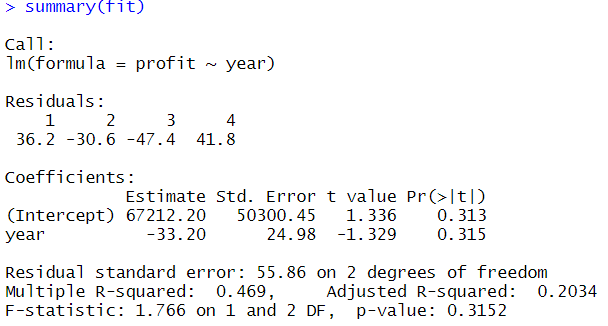 > summary(fit)
Call:
lm(formula = profit ~ year)
Residuals:
1 2 3 4
36.2 -30.6 -47.4 41.8
Coefficients:
Estimate Std. Error t value Pr(>|t|)
(Intercept) 67212.20 50300.45 1.336 0.313
year -33.20 24.98 -1.329 0.315
Residual standard error: 55.86 on 2 degrees of freedom
Multiple R-squared: 0.469, Adjusted R-squared: 0.2034
F-statistic: 1.766 on 1 and 2 DF, p-value: 0.3152